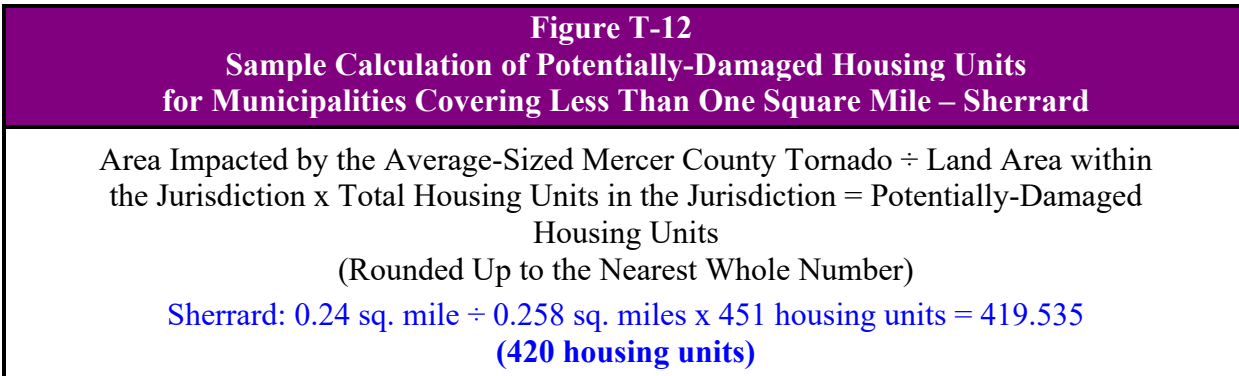 Figure T-12
Sample Calculation of Potentially-Damaged Housing Units
for Municipalities Covering Less Than One Square Mile – Sherrard
Area Impacted by the Average-Sized Mercer County Tornado ÷ Land Area within
the Jurisdiction x Total Housing Units in the Jurisdiction = Potentially-Damaged
Housing Units
(Rounded Up to the Nearest Whole Number)
Sherrard: 0.24 sq. mile ÷ 0.258 sq. miles x 451 housing units = 419.535
(420 housing units)